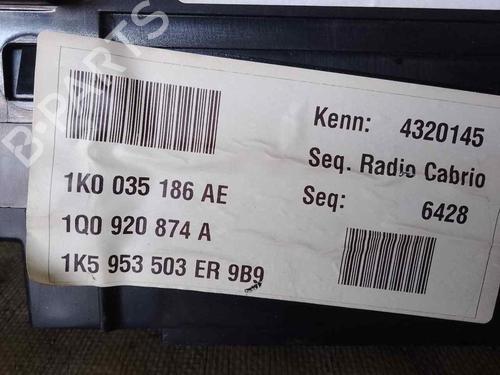 Kenn: 4320145
Seq. Radio Cabrio
Seq: 6428
1K0 035 186 AE
1Q0 920 874 A
1K5 953 503 ER 9B9
B-PARTS